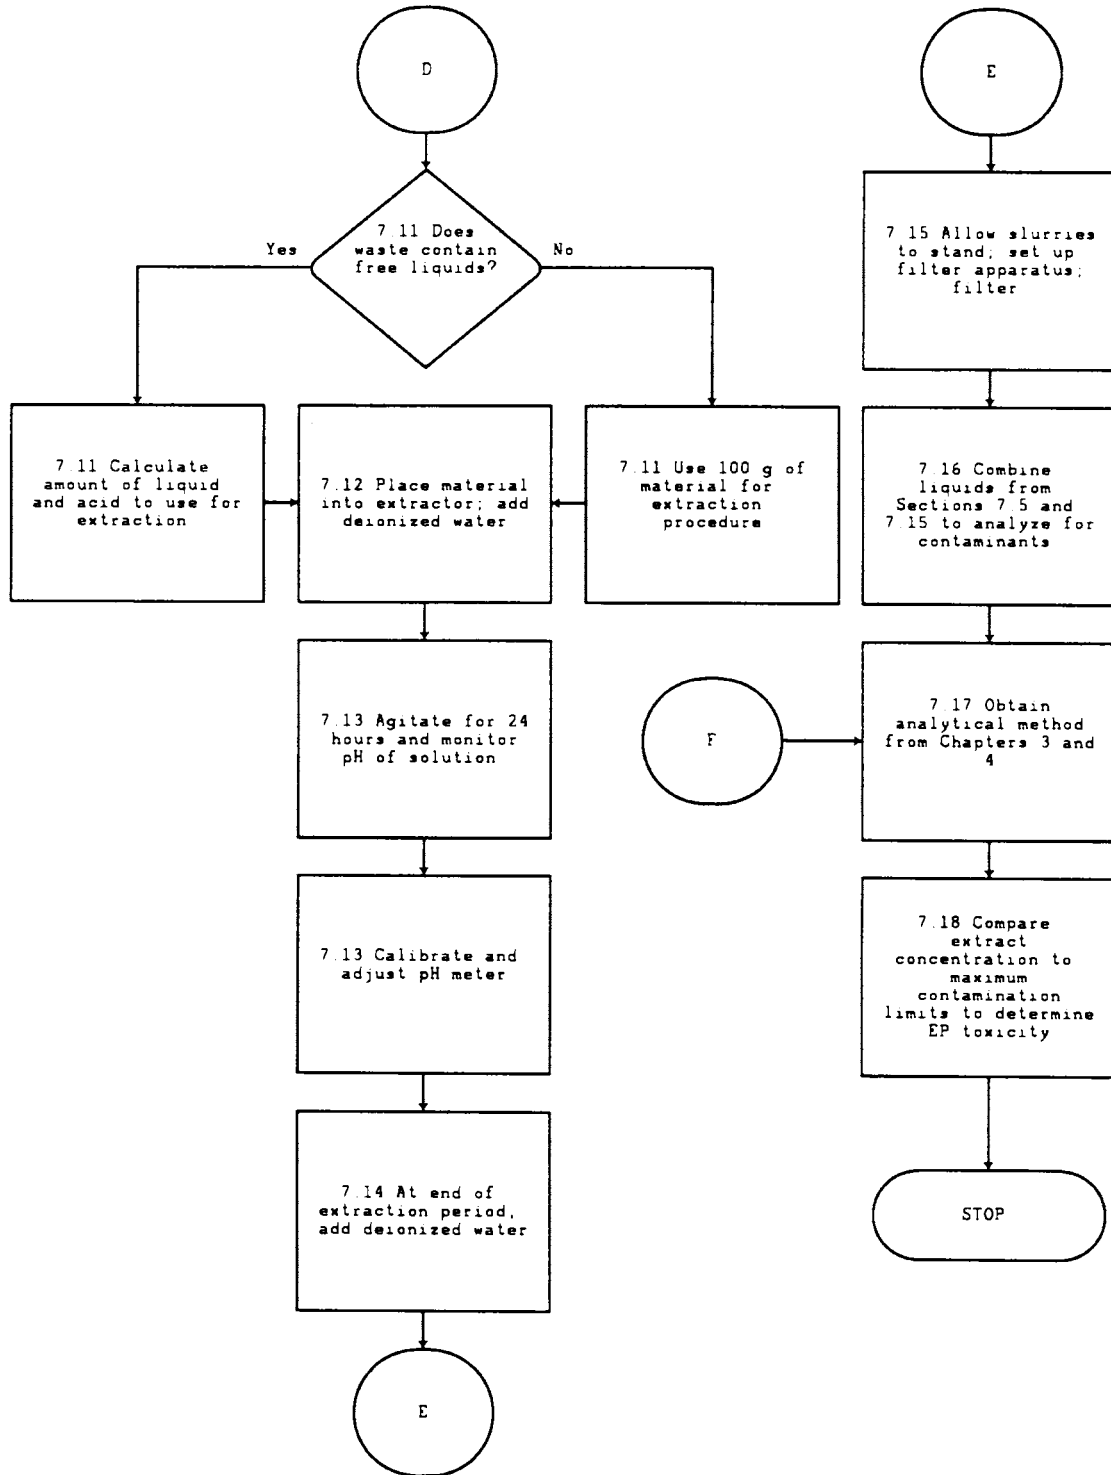 D
7.11 Does
waste contain
free liquids?
Yes
No
7.11 Calculate
amount of liquid
and acid to use for
extraction
7.12 Place material
into extractor; add
deionized water
7.11 Use 100 g of
material for
extraction
procedure
7.13 Agitate for 24
hours and monitor
pH of solution
7.13 Calibrate and
adjust pH meter
7.14 At end of
extraction period,
add deionized water
E
E
7.15 Allow slurries
to stand; set up
filter apparatus;
filter
7.16 Combine
liquids from
Sections 7.5 and
7.15 to analyze for
contaminants
F
7.17 Obtain
analytical method
from Chapters 3 and
4
7.18 Compare
extract
concentration to
maximum
contamination
limits to determine
EP toxicity
STOP